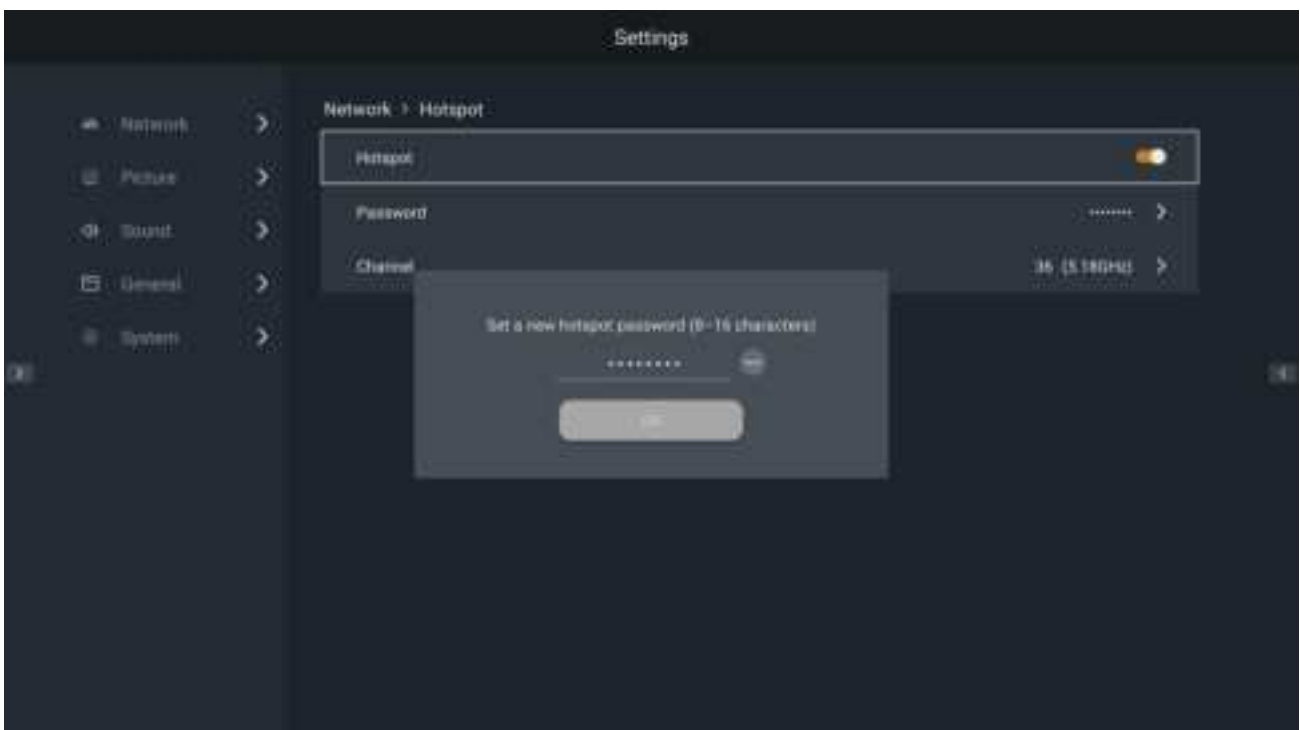 Settings
Network
Picture
Sound
General
System
Network > Hotspot
Hotspot
Password ········
Channel 36 (5.18GHz)
Set a new hotspot password (8~16 characters)
········
OK